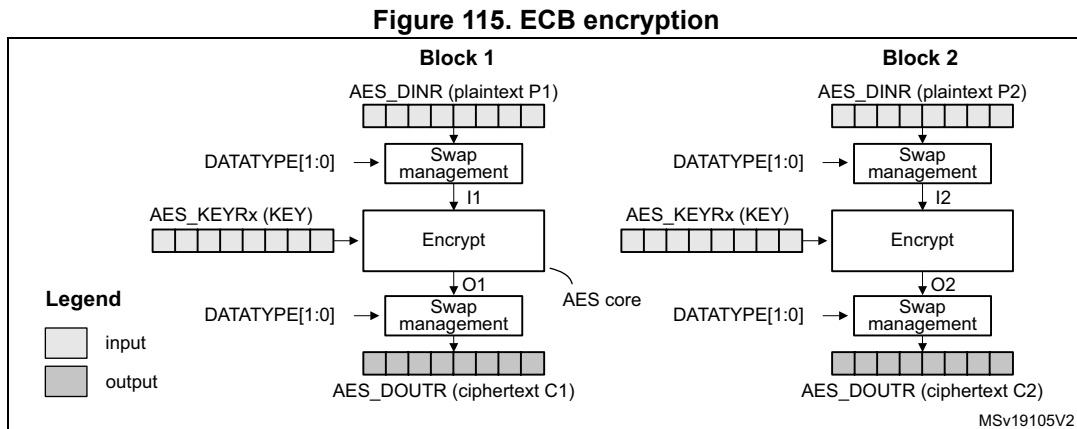 Figure 115. ECB encryption
Block 1
Block 2
AES_DINR (plaintext P1)
AES_DINR (plaintext P2)
DATATYPE[1:0]
Swap
management
DATATYPE[1:0]
Swap
management
I1
I2
AES_KEYRx (KEY)
Encrypt
AES_KEYRx (KEY)
Encrypt
O1
AES core
O2
Legend
DATATYPE[1:0]
Swap
management
DATATYPE[1:0]
Swap
management
input
output
AES_DOUTR (ciphertext C1)
AES_DOUTR (ciphertext C2)
MSv19105V2